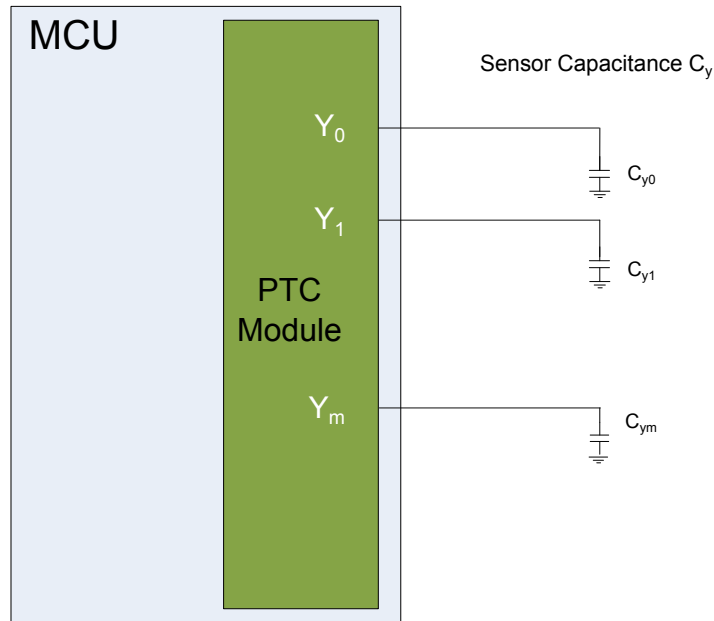 MCU
Sensor Capacitance Cy
Y0
Cy0
Y1
Cy1
PTC
Module
Ym
Cym